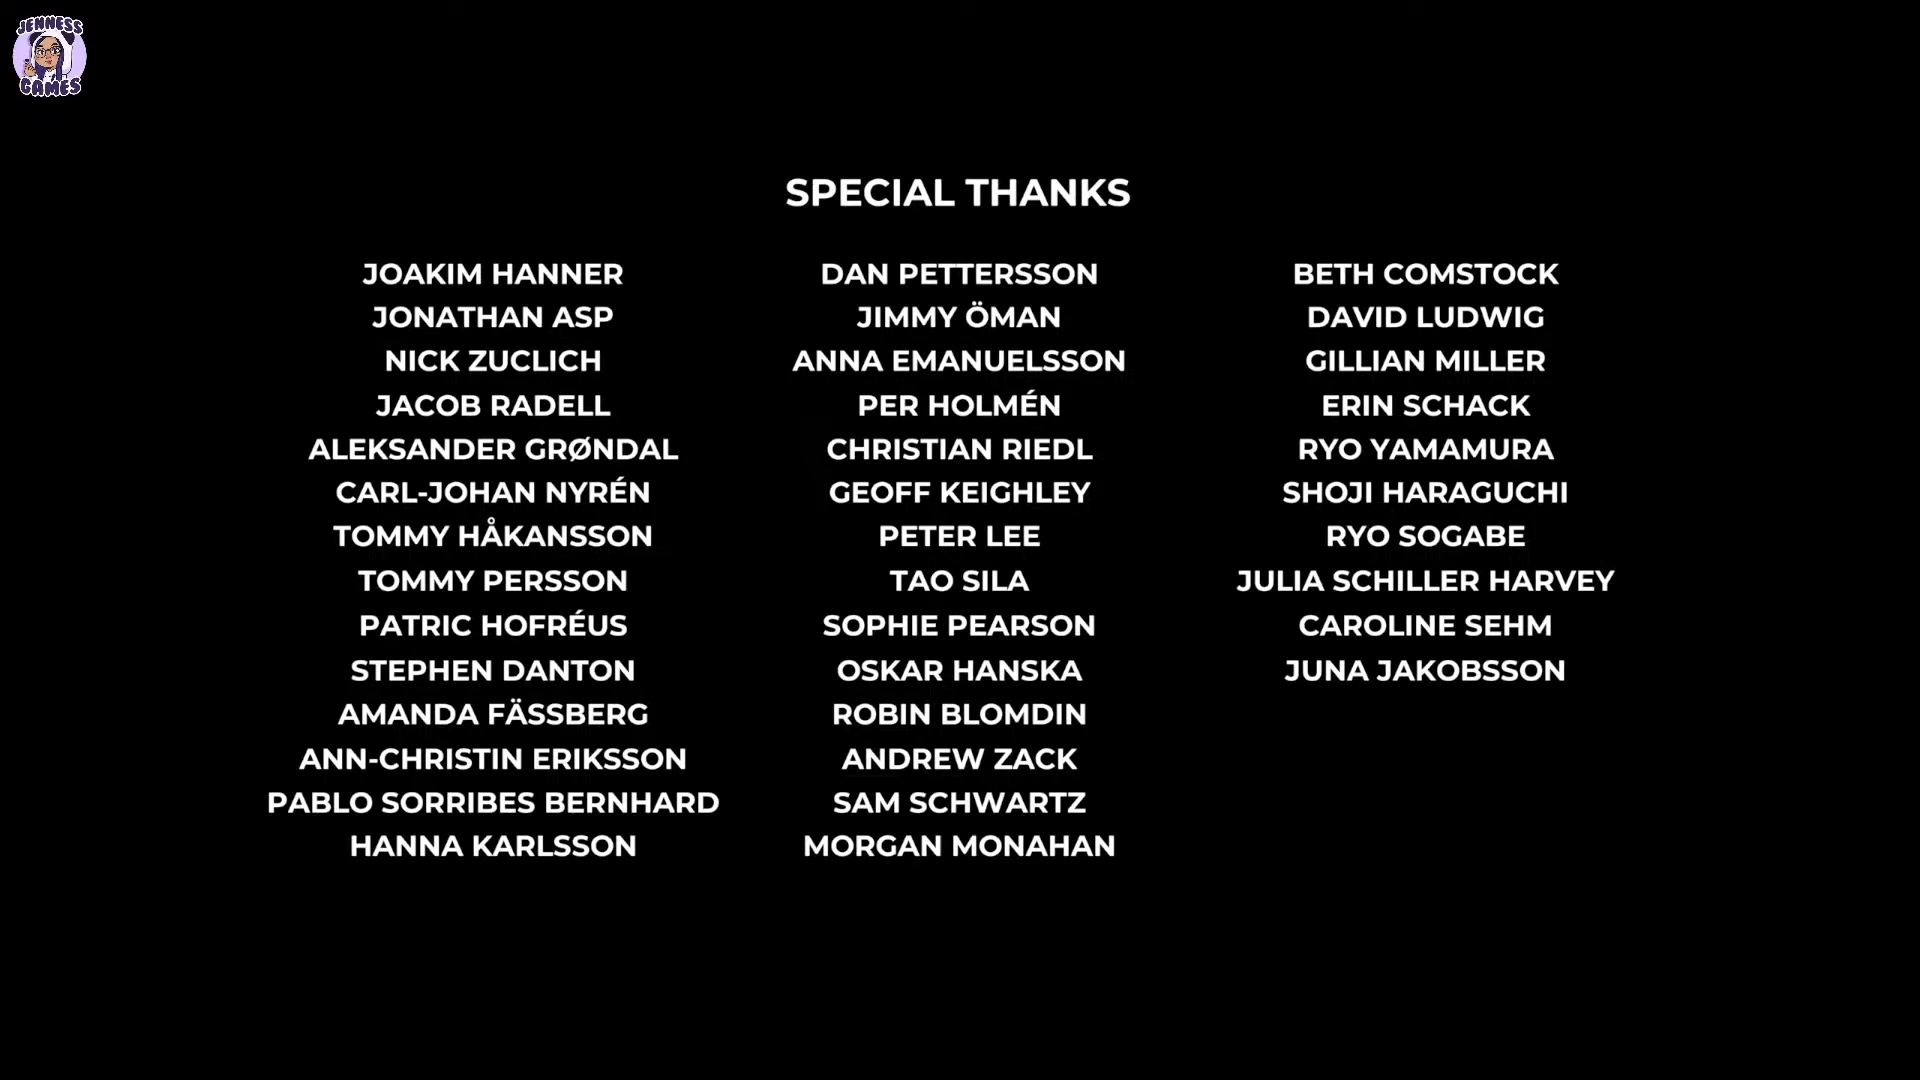 JENNESS
GAMES
SPECIAL THANKS
JOAKIM HANNER
JONATHAN ASP
NICK ZUCLICH
JACOB RADELL
ALEKSANDER GRØNDAL
CARL-JOHAN NYRÉN
TOMMY HÅKANSSON
TOMMY PERSSON
PATRIC HOFRÉUS
STEPHEN DANTON
AMANDA FÄSSBERG
ANN-CHRISTIN ERIKSSON
PABLO SORRIBES BERNHARD
HANNA KARLSSON
DAN PETTERSSON
JIMMY ÖMAN
ANNA EMANUELSSON
PER HOLMÉN
CHRISTIAN RIEDL
GEOFF KEIGHLEY
PETER LEE
TAO SILA
SOPHIE PEARSON
OSKAR HANSKA
ROBIN BLOMDIN
ANDREW ZACK
SAM SCHWARTZ
MORGAN MONAHAN
BETH COMSTOCK
DAVID LUDWIG
GILLIAN MILLER
ERIN SCHACK
RYO YAMAMURA
SHOJI HARAGUCHI
RYO SOGABE
JULIA SCHILLER HARVEY
CAROLINE SEHM
JUNA JAKOBSSON